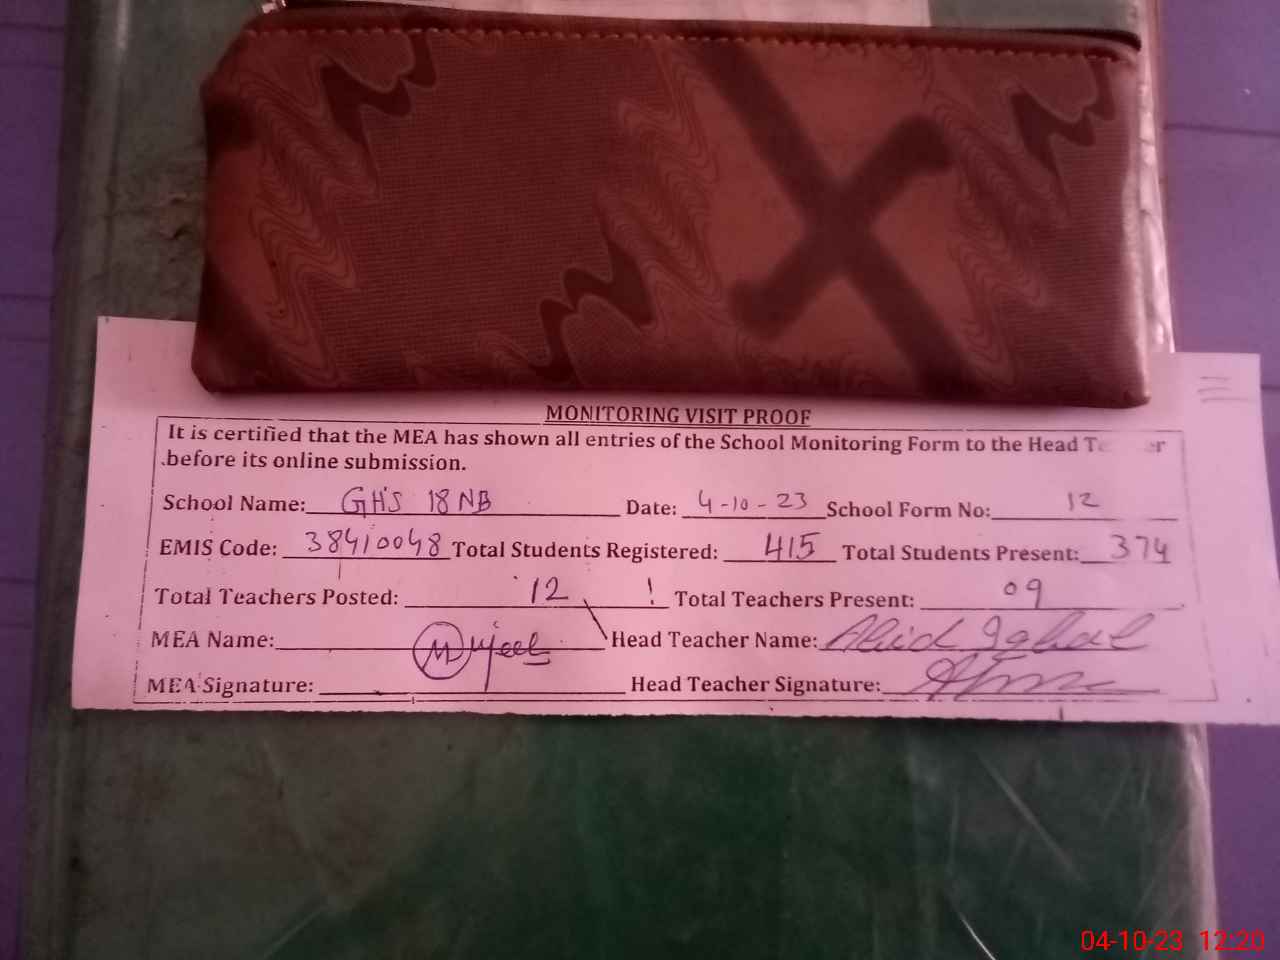 MONITORING VISIT PROOF
It is certified that the MEA has shown all entries of the School Monitoring Form to the Head Teacher
before its online submission.
School Name: GHS 18 NB Date: 4-10-23 School Form No: 12
EMIS Code: 38410048 Total Students Registered: 415 Total Students Present: 374
Total Teachers Posted: 12 Total Teachers Present: 09
MEA Name: Head Teacher Name: Abid Iqbal
MEA Signature: Head Teacher Signature:
04-10-23 12:20